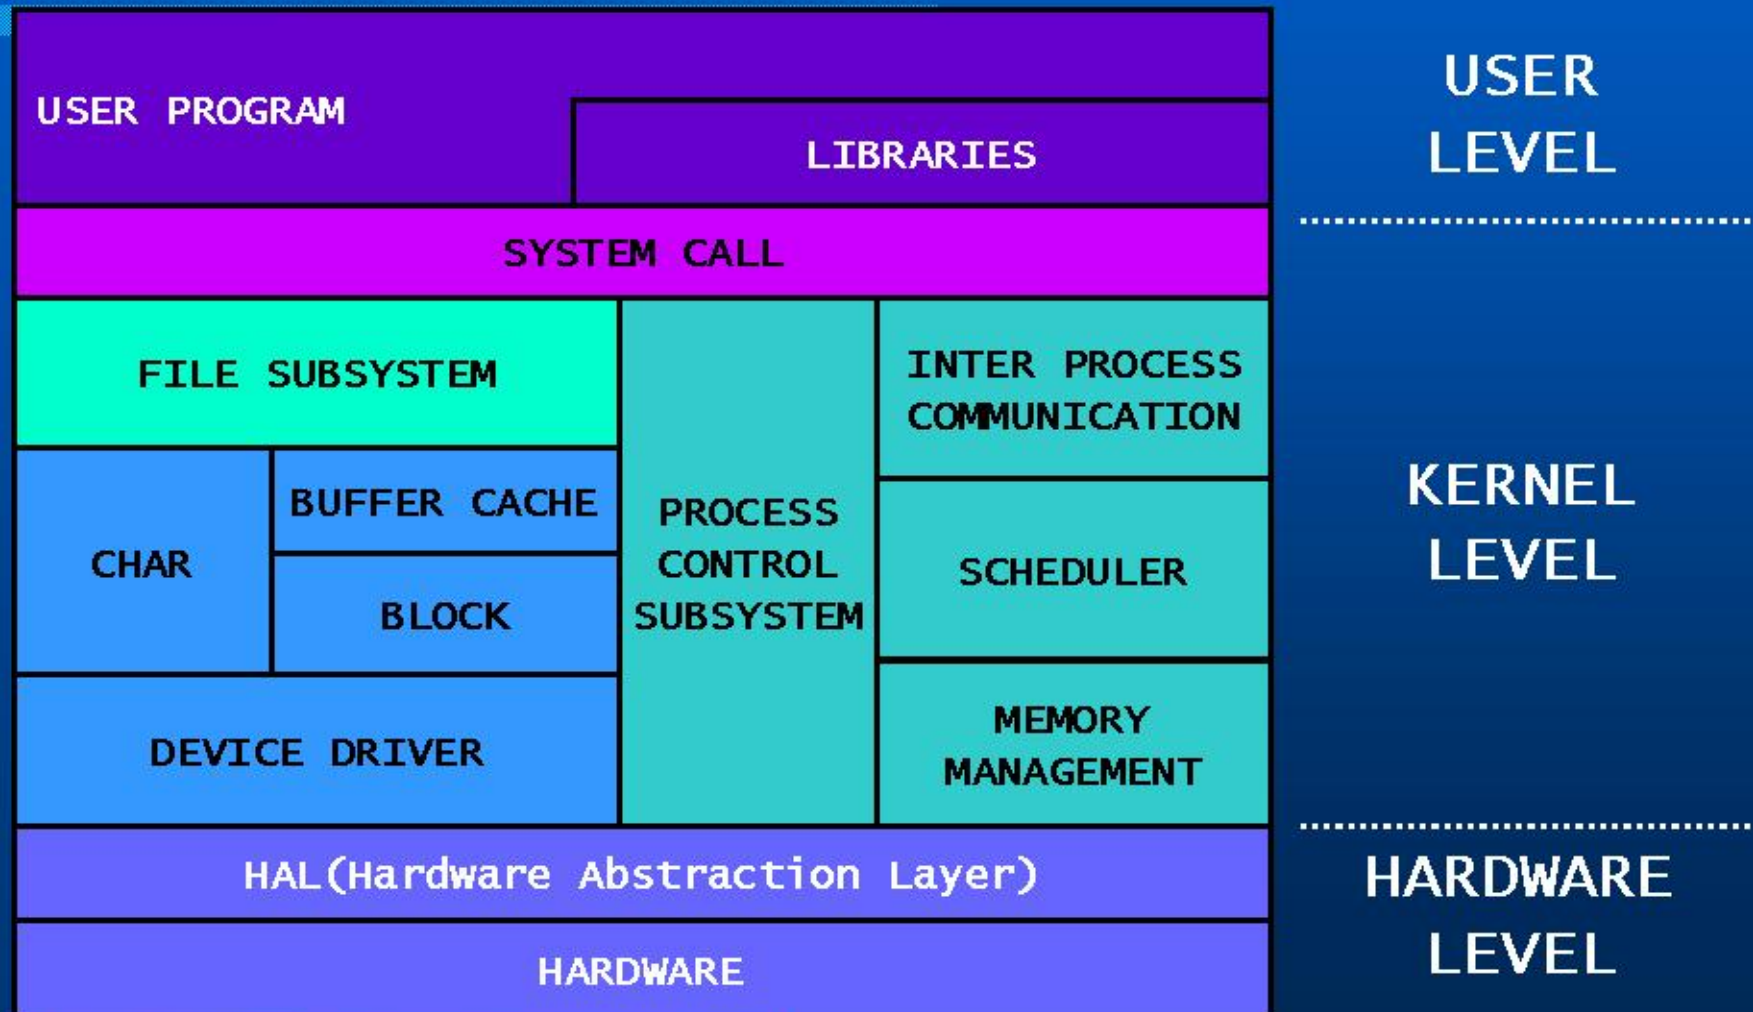 USER PROGRAM
LIBRARIES
USER
LEVEL
SYSTEM CALL
FILE SUBSYSTEM
CHAR
BUFFER CACHE
BLOCK
DEVICE DRIVER
PROCESS
CONTROL
SUBSYSTEM
INTER PROCESS
COMMUNICATION
SCHEDULER
MEMORY
MANAGEMENT
KERNEL
LEVEL
HAL(Hardware Abstraction Layer)
HARDWARE
HARDWARE
LEVEL